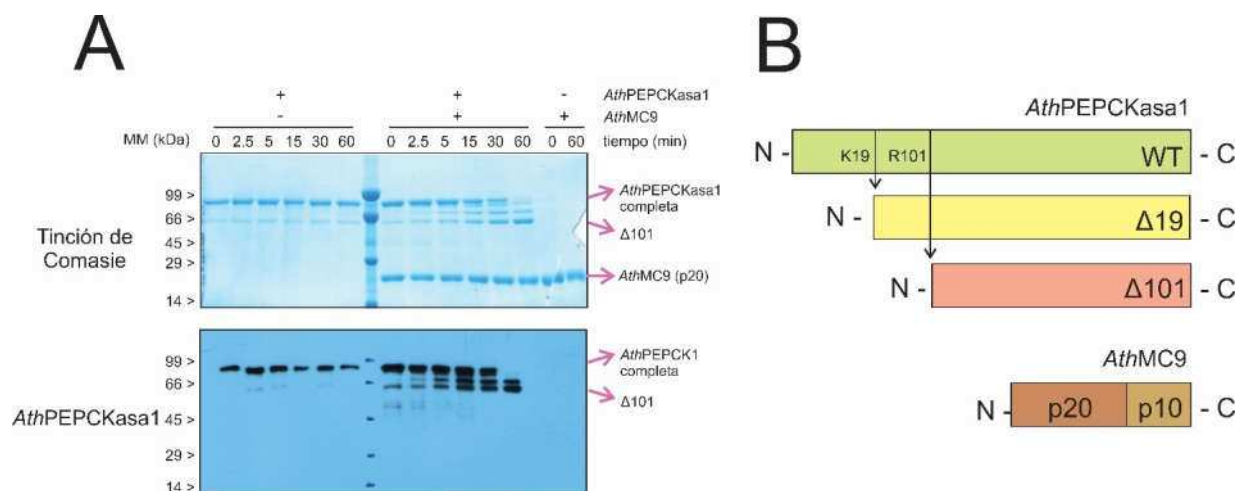 A
+ + - AthPEPCKasa1
- + + AthMC9
MM (kDa) 0 2.5 5 15 30 60 0 2.5 5 15 30 60 0 60 tiempo (min)
99 >
66 >
45 >
29 >
14 >
Tinción de
Comasie
AthPEPCKasa1
completa
Δ101
AthMC9 (p20)
99 >
66 >
45 >
29 >
14 >
AthPEPCKasa1
AthPEPCK1
completa
Δ101
B
AthPEPCKasa1
N - K19 R101 WT - C
N - Δ19 - C
N - Δ101 - C
AthMC9
N - p20 p10 - C